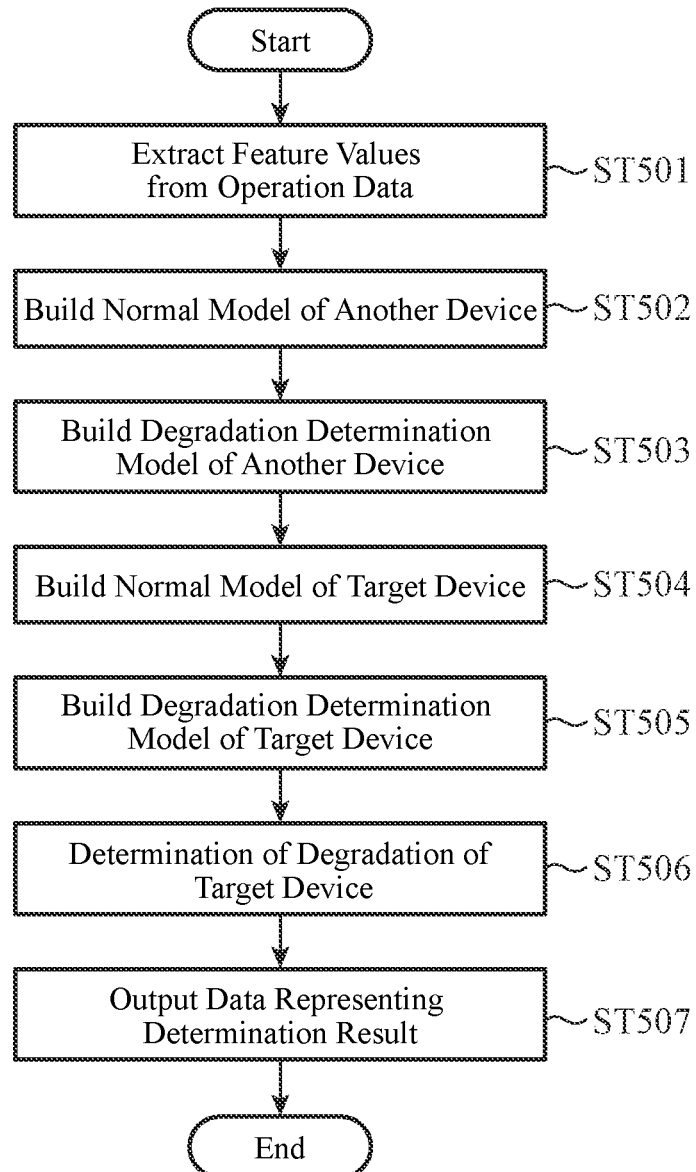 Start
Extract Feature Values
from Operation Data
ST501
Build Normal Model of Another Device
ST502
Build Degradation Determination
Model of Another Device
ST503
Build Normal Model of Target Device
ST504
Build Degradation Determination
Model of Target Device
ST505
Determination of Degradation of
Target Device
ST506
Output Data Representing
Determination Result
ST507
End